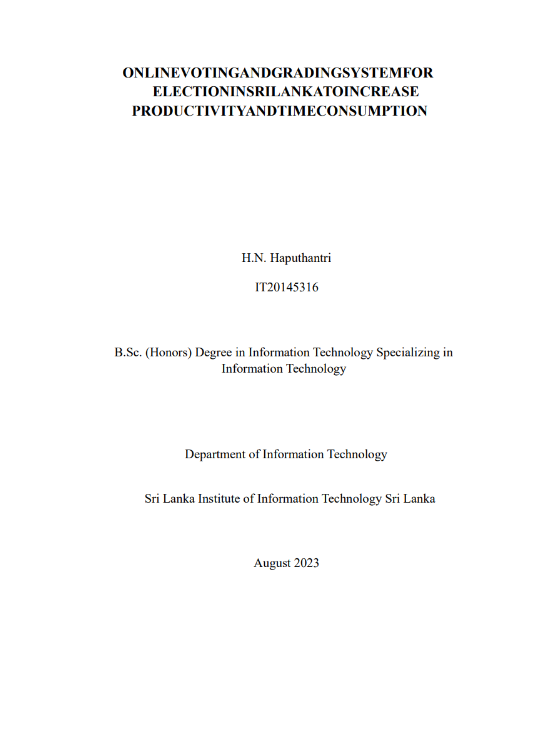 ONLINEVOTINGANDGRADINGSYSTEMFOR
ELECTIONINSRILANKATOINCREASE
PRODUCTIVITYANDTIMECONSUMPTION
H.N. Haputhantri
IT20145316
B.Sc. (Honors) Degree in Information Technology Specializing in
Information Technology
Department of Information Technology
Sri Lanka Institute of Information Technology Sri Lanka
August 2023